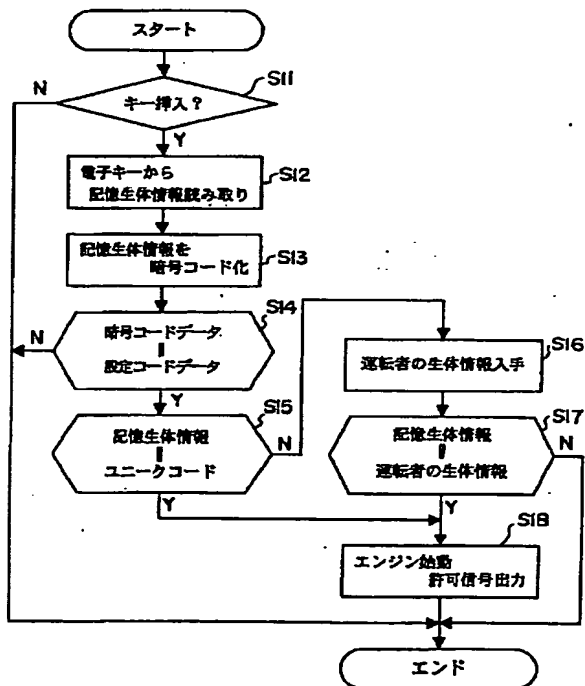 スタート
N
S11
キー挿入？
Y
電子キーから
記憶生体情報読み取り
S12
記憶生体情報を
暗号コード化
S13
N
S14
暗号コードデータ
||
設定コードデータ
Y
S15
記憶生体情報
||
ユニークコード
N
Y
S16
運転者の生体情報入手
S17
記憶生体情報
||
運転者の生体情報
N
Y
S18
エンジン始動
許可信号出力
エンド